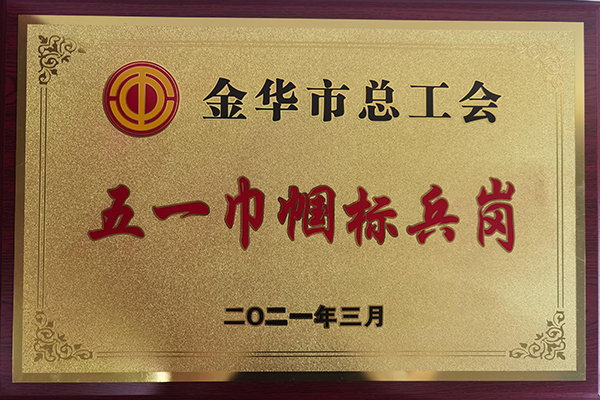 金华市总工会
五一巾帼标兵岗
二〇二一年三月